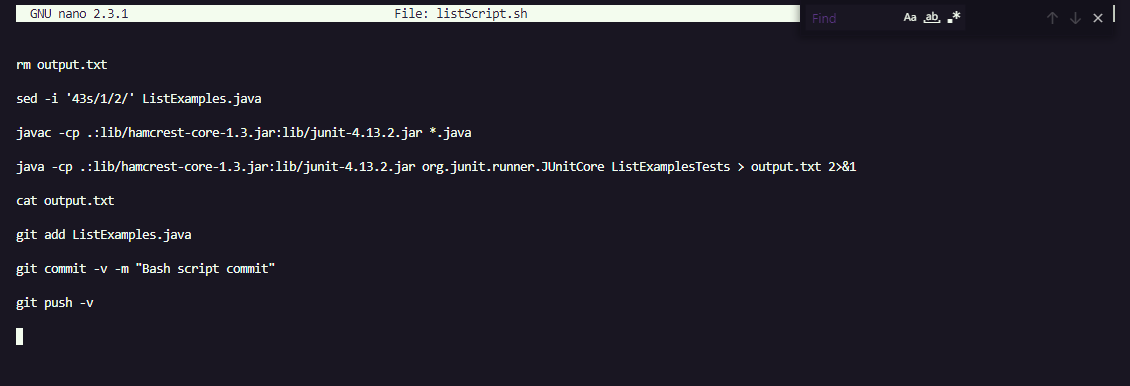 GNU nano 2.3.1 File: listScript.sh
Find Aa ab .*
rm output.txt
sed -i '43s/1/2/' ListExamples.java
javac -cp .:lib/hamcrest-core-1.3.jar:lib/junit-4.13.2.jar *.java
java -cp .:lib/hamcrest-core-1.3.jar:lib/junit-4.13.2.jar org.junit.runner.JUnitCore ListExamplesTests > output.txt 2>&1
cat output.txt
git add ListExamples.java
git commit -v -m "Bash script commit"
git push -v